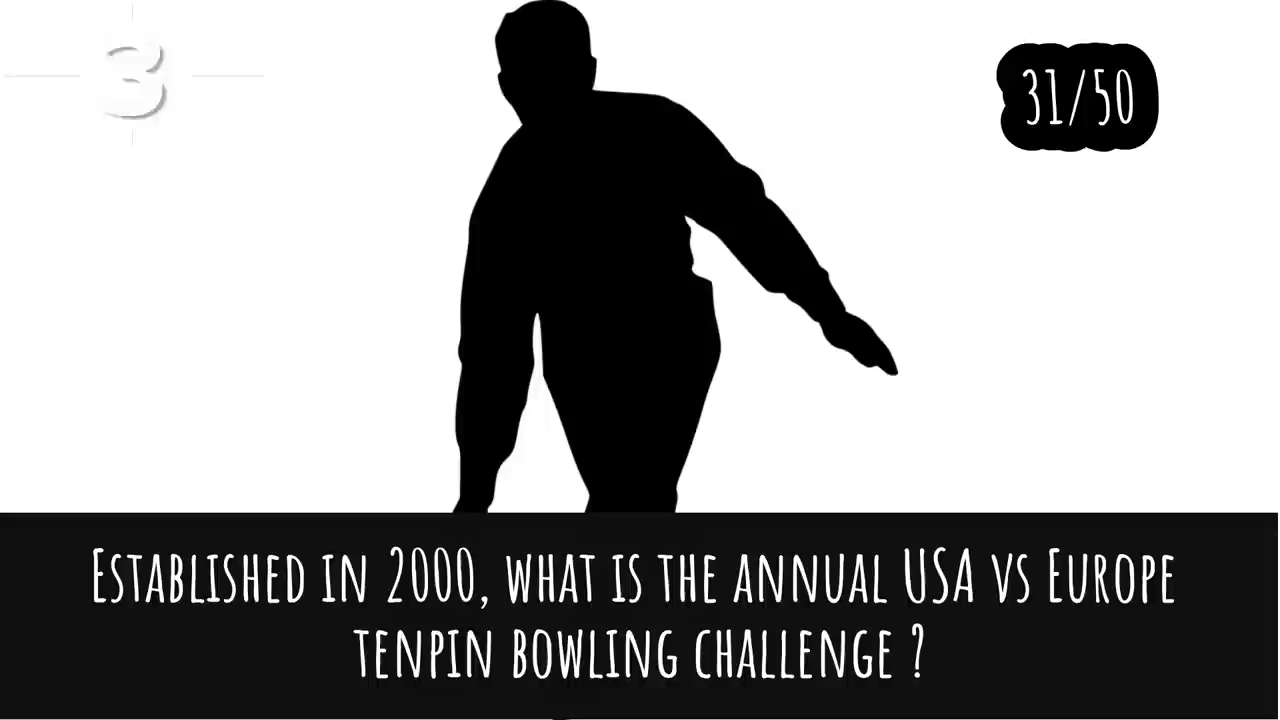 3
31/50
Established in 2000, what is the annual USA vs Europe
tenpin bowling challenge ?